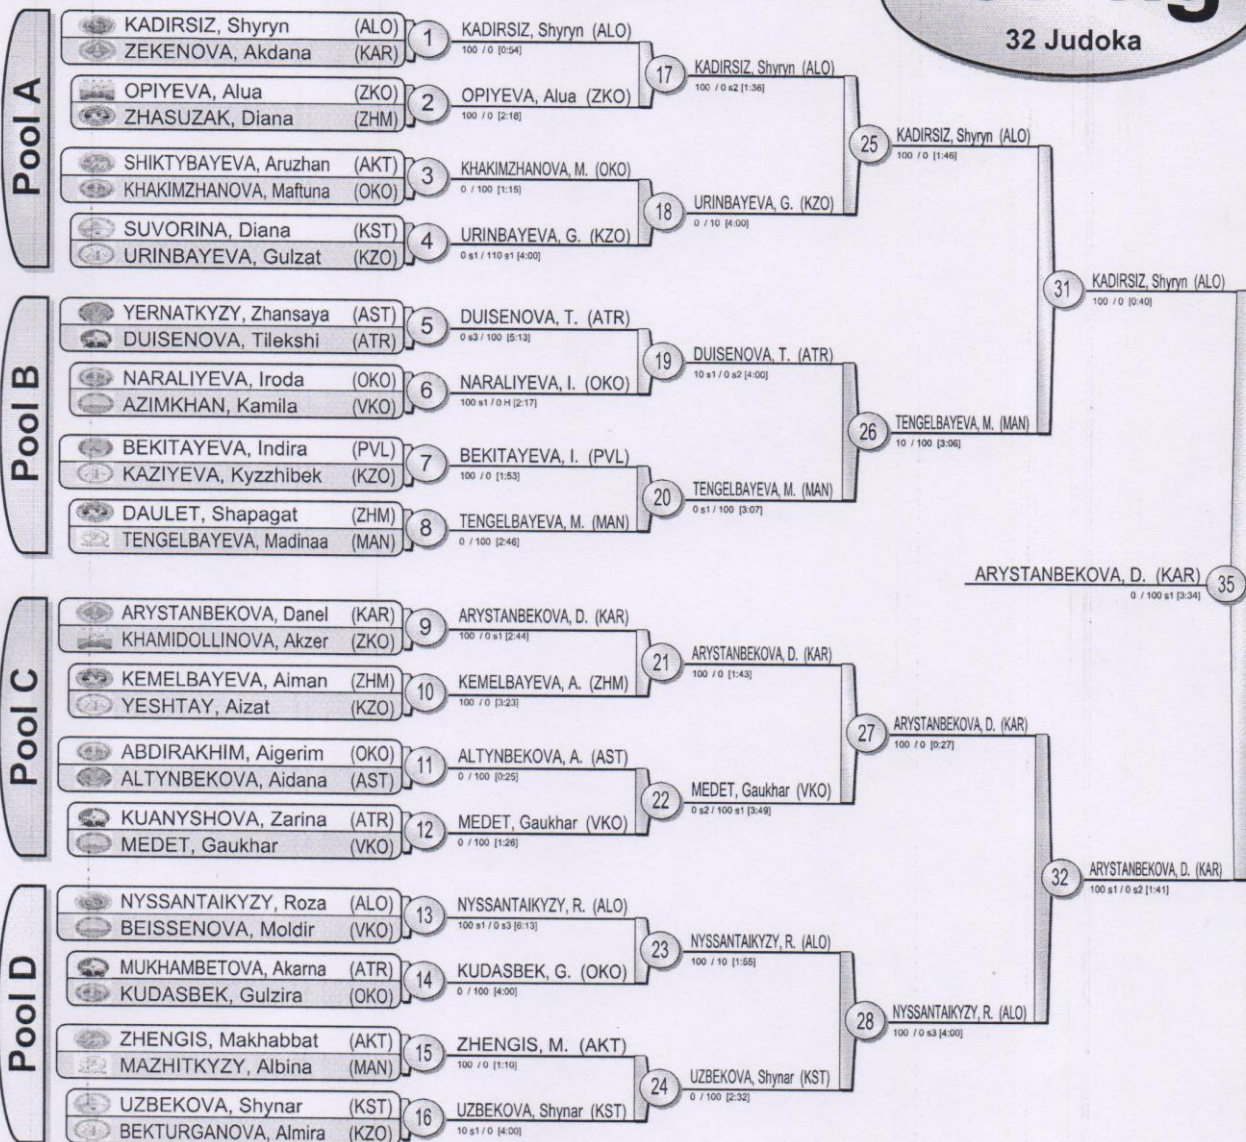 32 Judoka
Pool A
KADIRSIZ, Shyryn (ALO)
ZEKENOVA, Akdana (KAR)
1
KADIRSIZ, Shyryn (ALO)
100 / 0 [0:54]
OPIYEVA, Alua (ZKO)
ZHASUZAK, Diana (ZHM)
2
OPIYEVA, Alua (ZKO)
100 / 0 [2:18]
17
KADIRSIZ, Shyryn (ALO)
100 / 0 s2 [1:36]
SHIKTYBAYEVA, Aruzhan (AKT)
KHAKIMZHANOVA, Maftuna (OKO)
3
KHAKIMZHANOVA, M. (OKO)
0 / 100 [1:15]
SUVORINA, Diana (KST)
URINBAYEVA, Gulzat (KZO)
4
URINBAYEVA, G. (KZO)
0 s1 / 110 s1 [4:00]
18
URINBAYEVA, G. (KZO)
0 / 10 [4:00]
25
KADIRSIZ, Shyryn (ALO)
100 / 0 [1:46]
Pool B
YERNATKYZY, Zhansaya (AST)
DUISENOVA, Tilekshi (ATR)
5
DUISENOVA, T. (ATR)
0 s3 / 100 [5:13]
NARALIYEVA, Iroda (OKO)
AZIMKHAN, Kamila (VKO)
6
NARALIYEVA, I. (OKO)
100 s1 / 0 H [2:17]
19
DUISENOVA, T. (ATR)
10 s1 / 0 s2 [4:00]
BEKITAYEVA, Indira (PVL)
KAZIYEVA, Kyzzhibek (KZO)
7
BEKITAYEVA, I. (PVL)
100 / 0 [1:53]
DAULET, Shapagat (ZHM)
TENGELBAYEVA, Madinaa (MAN)
8
TENGELBAYEVA, M. (MAN)
0 / 100 [2:46]
20
TENGELBAYEVA, M. (MAN)
0 s1 / 100 [3:07]
26
TENGELBAYEVA, M. (MAN)
10 / 100 [3:06]
31
KADIRSIZ, Shyryn (ALO)
100 / 0 [0:40]
ARYSTANBEKOVA, D. (KAR)
0 / 100 s1 [3:34]
35
Pool C
ARYSTANBEKOVA, Danel (KAR)
KHAMIDOLLINOVA, Akzer (ZKO)
9
ARYSTANBEKOVA, D. (KAR)
100 / 0 s1 [2:44]
KEMELBAYEVA, Aiman (ZHM)
YESHTAY, Aizat (KZO)
10
KEMELBAYEVA, A. (ZHM)
100 / 0 [3:23]
21
ARYSTANBEKOVA, D. (KAR)
100 / 0 [1:43]
ABDIRAKHIM, Aigerim (OKO)
ALTYNBEKOVA, Aidana (AST)
11
ALTYNBEKOVA, A. (AST)
0 / 100 [0:25]
KUANYSHOVA, Zarina (ATR)
MEDET, Gaukhar (VKO)
12
MEDET, Gaukhar (VKO)
0 / 100 [1:26]
22
MEDET, Gaukhar (VKO)
0 s2 / 100 s1 [3:49]
27
ARYSTANBEKOVA, D. (KAR)
100 / 0 [0:27]
Pool D
NYSSANTAIKYZY, Roza (ALO)
BEISSENOVA, Moldir (VKO)
13
NYSSANTAIKYZY, R. (ALO)
100 s1 / 0 s3 [6:13]
MUKHAMBETOVA, Akarna (ATR)
KUDASBEK, Gulzira (OKO)
14
KUDASBEK, G. (OKO)
0 / 100 [4:00]
23
NYSSANTAIKYZY, R. (ALO)
100 / 10 [1:55]
ZHENGIS, Makhabbat (AKT)
MAZHITKYZY, Albina (MAN)
15
ZHENGIS, M. (AKT)
100 / 0 [1:10]
UZBEKOVA, Shynar (KST)
BEKTURGANOVA, Almira (KZO)
16
UZBEKOVA, Shynar (KST)
10 s1 / 0 [4:00]
24
UZBEKOVA, Shynar (KST)
0 / 100 [2:32]
28
NYSSANTAIKYZY, R. (ALO)
100 / 0 s3 [4:00]
32
ARYSTANBEKOVA, D. (KAR)
100 s1 / 0 s2 [1:41]